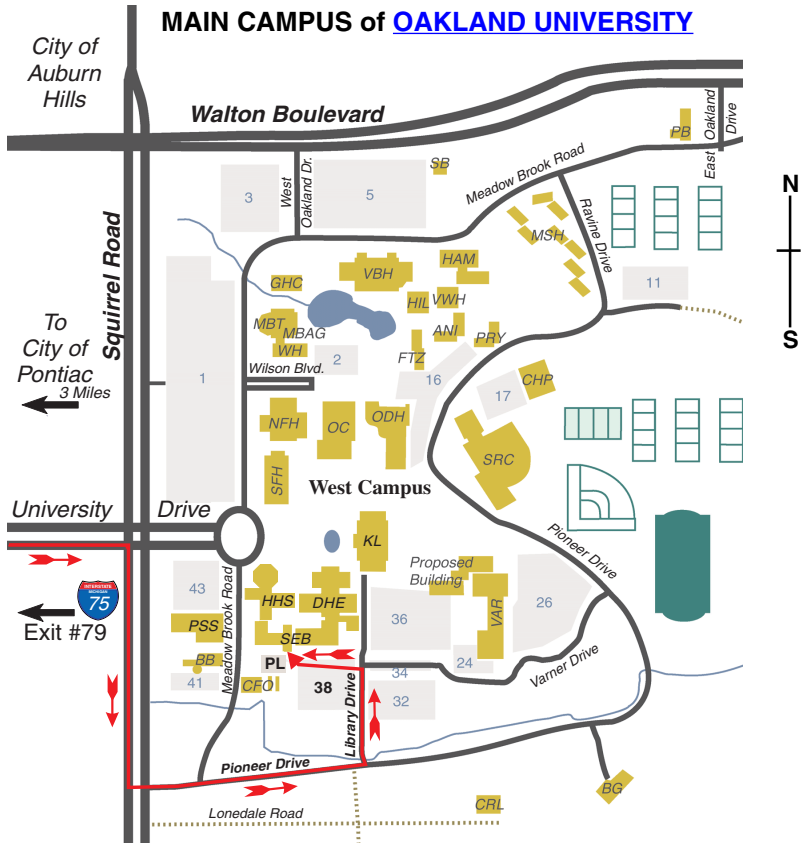 MAIN CAMPUS of OAKLAND UNIVERSITY
City of
Auburn
Hills
Walton Boulevard
PB
East Oakland
Drive
SB
Meadow Brook Road
West
Oakland Dr.
3
5
N
S
MSH
Ravine Drive
11
Squirrel Road
VBH
HAM
GHC
HIL
VWH
MBT
MBAG
WH
ANI
PRY
FTZ
To
City of
Pontiac
3 Miles
Wilson Blvd.
1
2
16
17
CHP
NFH
OC
ODH
SFH
SRC
West Campus
University Drive
KL
Pioneer Drive
Proposed
Building
INTERSTATE
MICHIGAN
75
Exit #79
43
Meadow Brook Road
HHS
DHE
36
VAR
26
PSS
SEB
BB
PL
41
CFO
38
Library Drive
34
24
32
Varner Drive
Pioneer Drive
Lonedale Road
CRL
BG